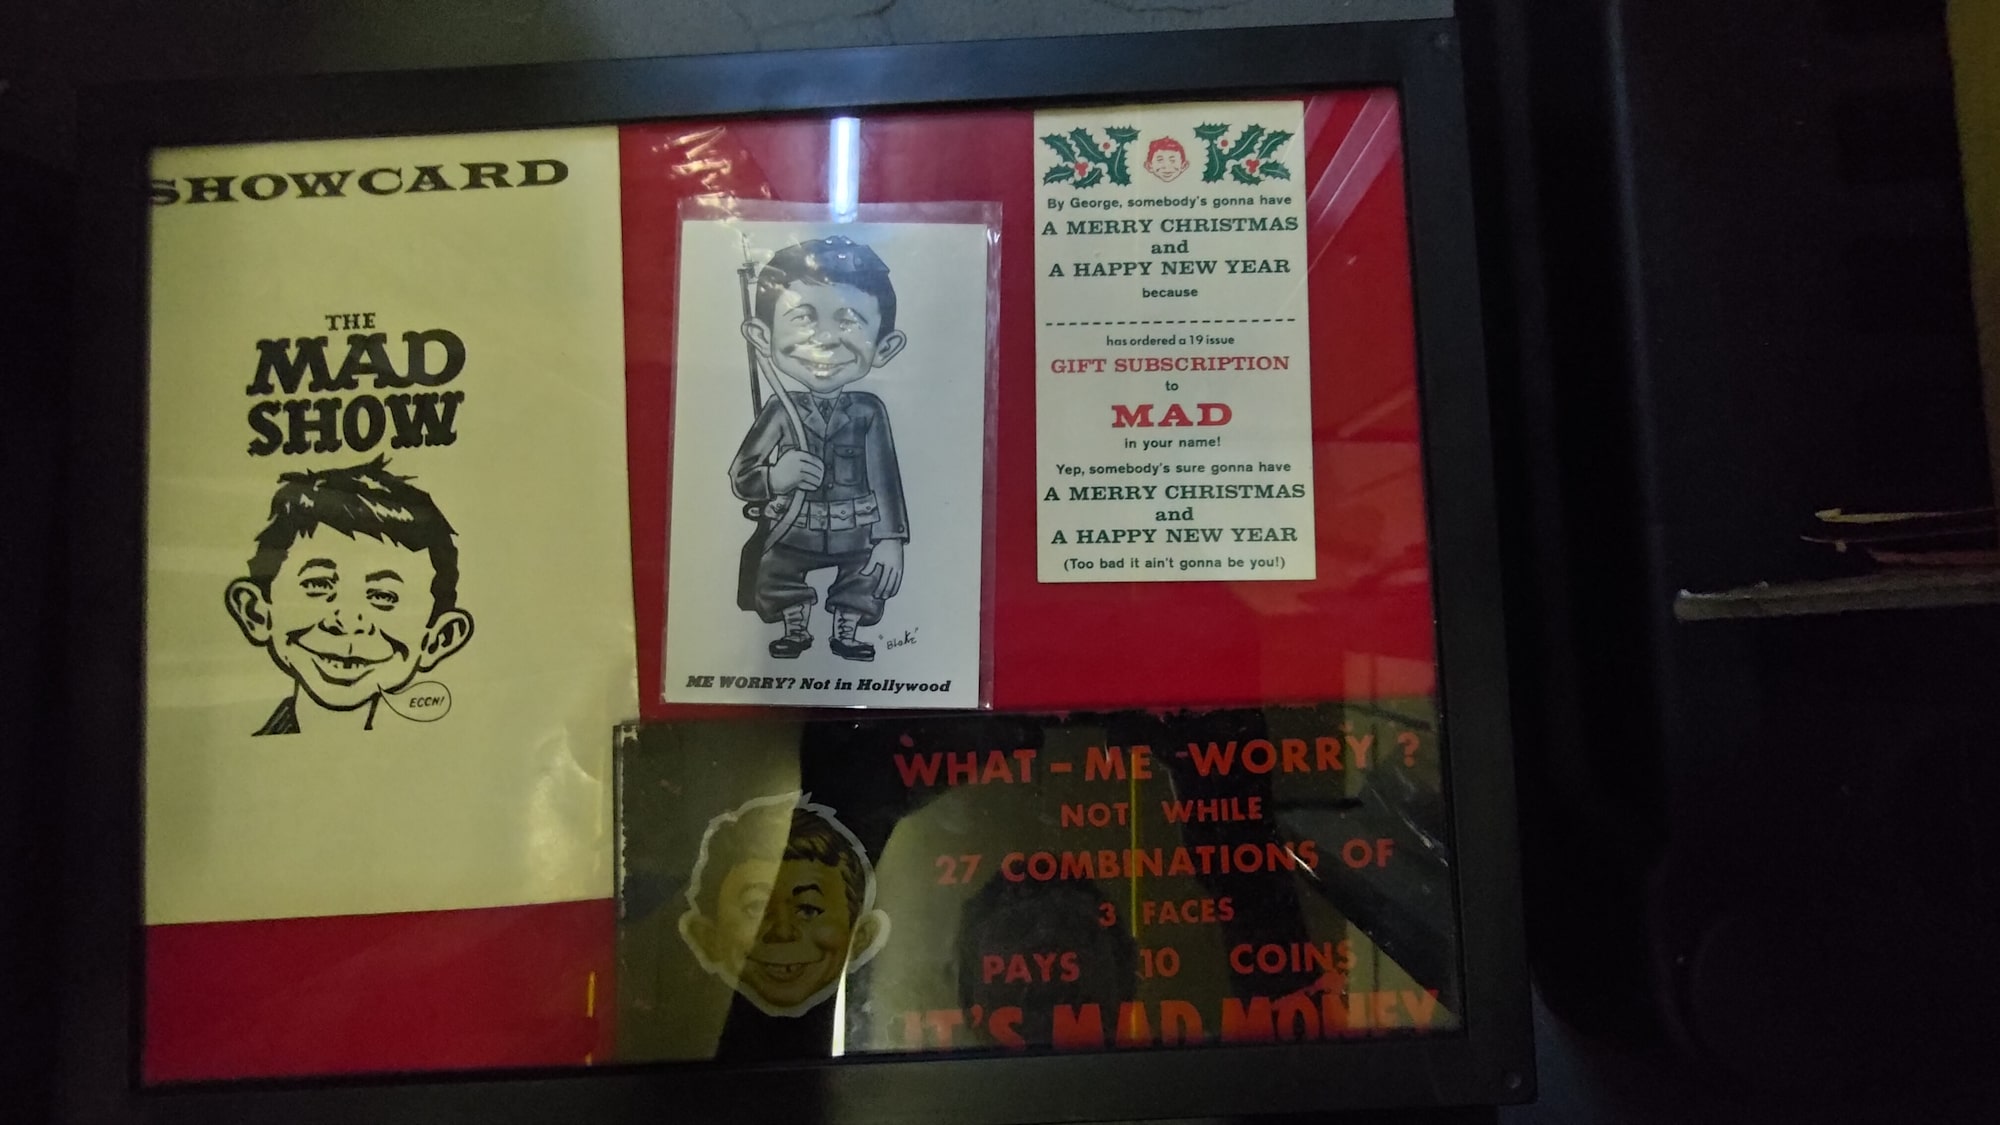 SHOWCARD
THE
MAD
SHOW
ECCH!
"Blake"
ME WORRY? Not in Hollywood
By George, somebody's gonna have
A MERRY CHRISTMAS
and
A HAPPY NEW YEAR
because
has ordered a 19 issue
GIFT SUBSCRIPTION
to
MAD
in your name!
Yep, somebody's sure gonna have
A MERRY CHRISTMAS
and
A HAPPY NEW YEAR
(Too bad it ain't gonna be you!)
WHAT-ME-WORRY?
NOT WHILE
27 COMBINATIONS OF
3 FACES
PAYS 10 COINS
IT'S MAD MONEY